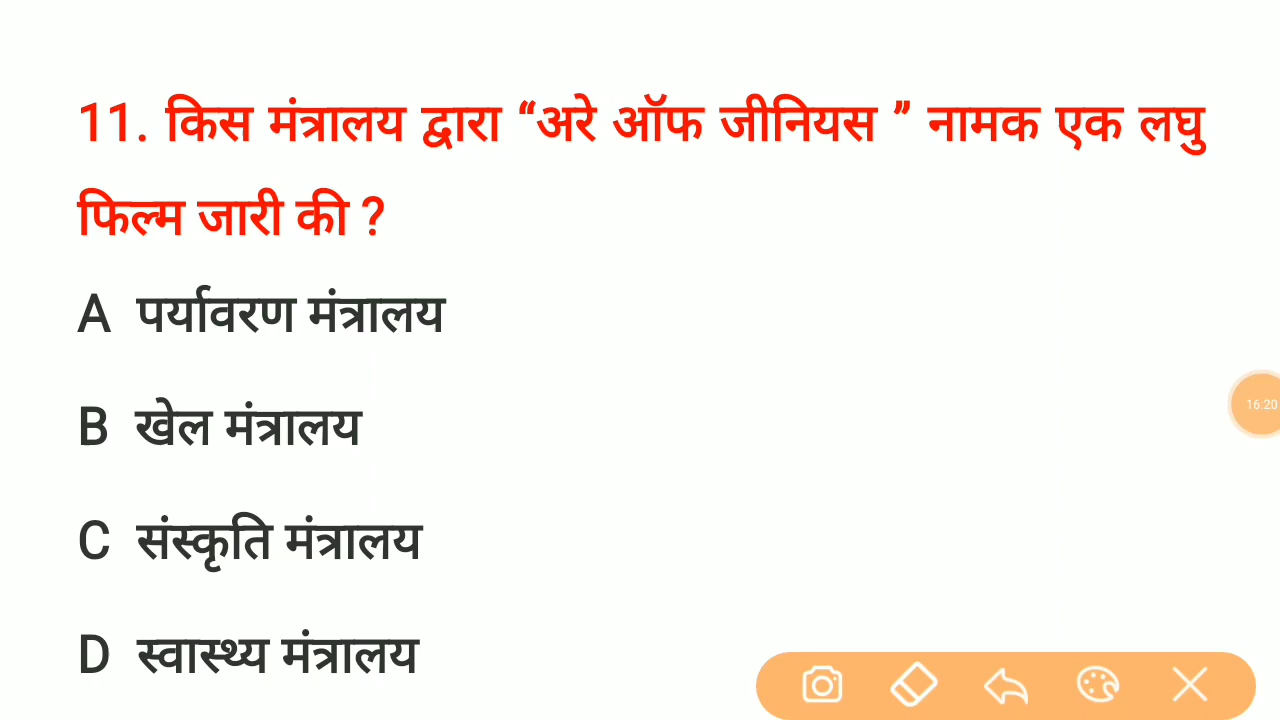 11. किस मंत्रालय द्वारा “अरे ऑफ जीनियस ” नामक एक लघु
फिल्म जारी की ?
A पर्यावरण मंत्रालय
B खेल मंत्रालय
C संस्कृति मंत्रालय
D स्वास्थ्य मंत्रालय
16:20